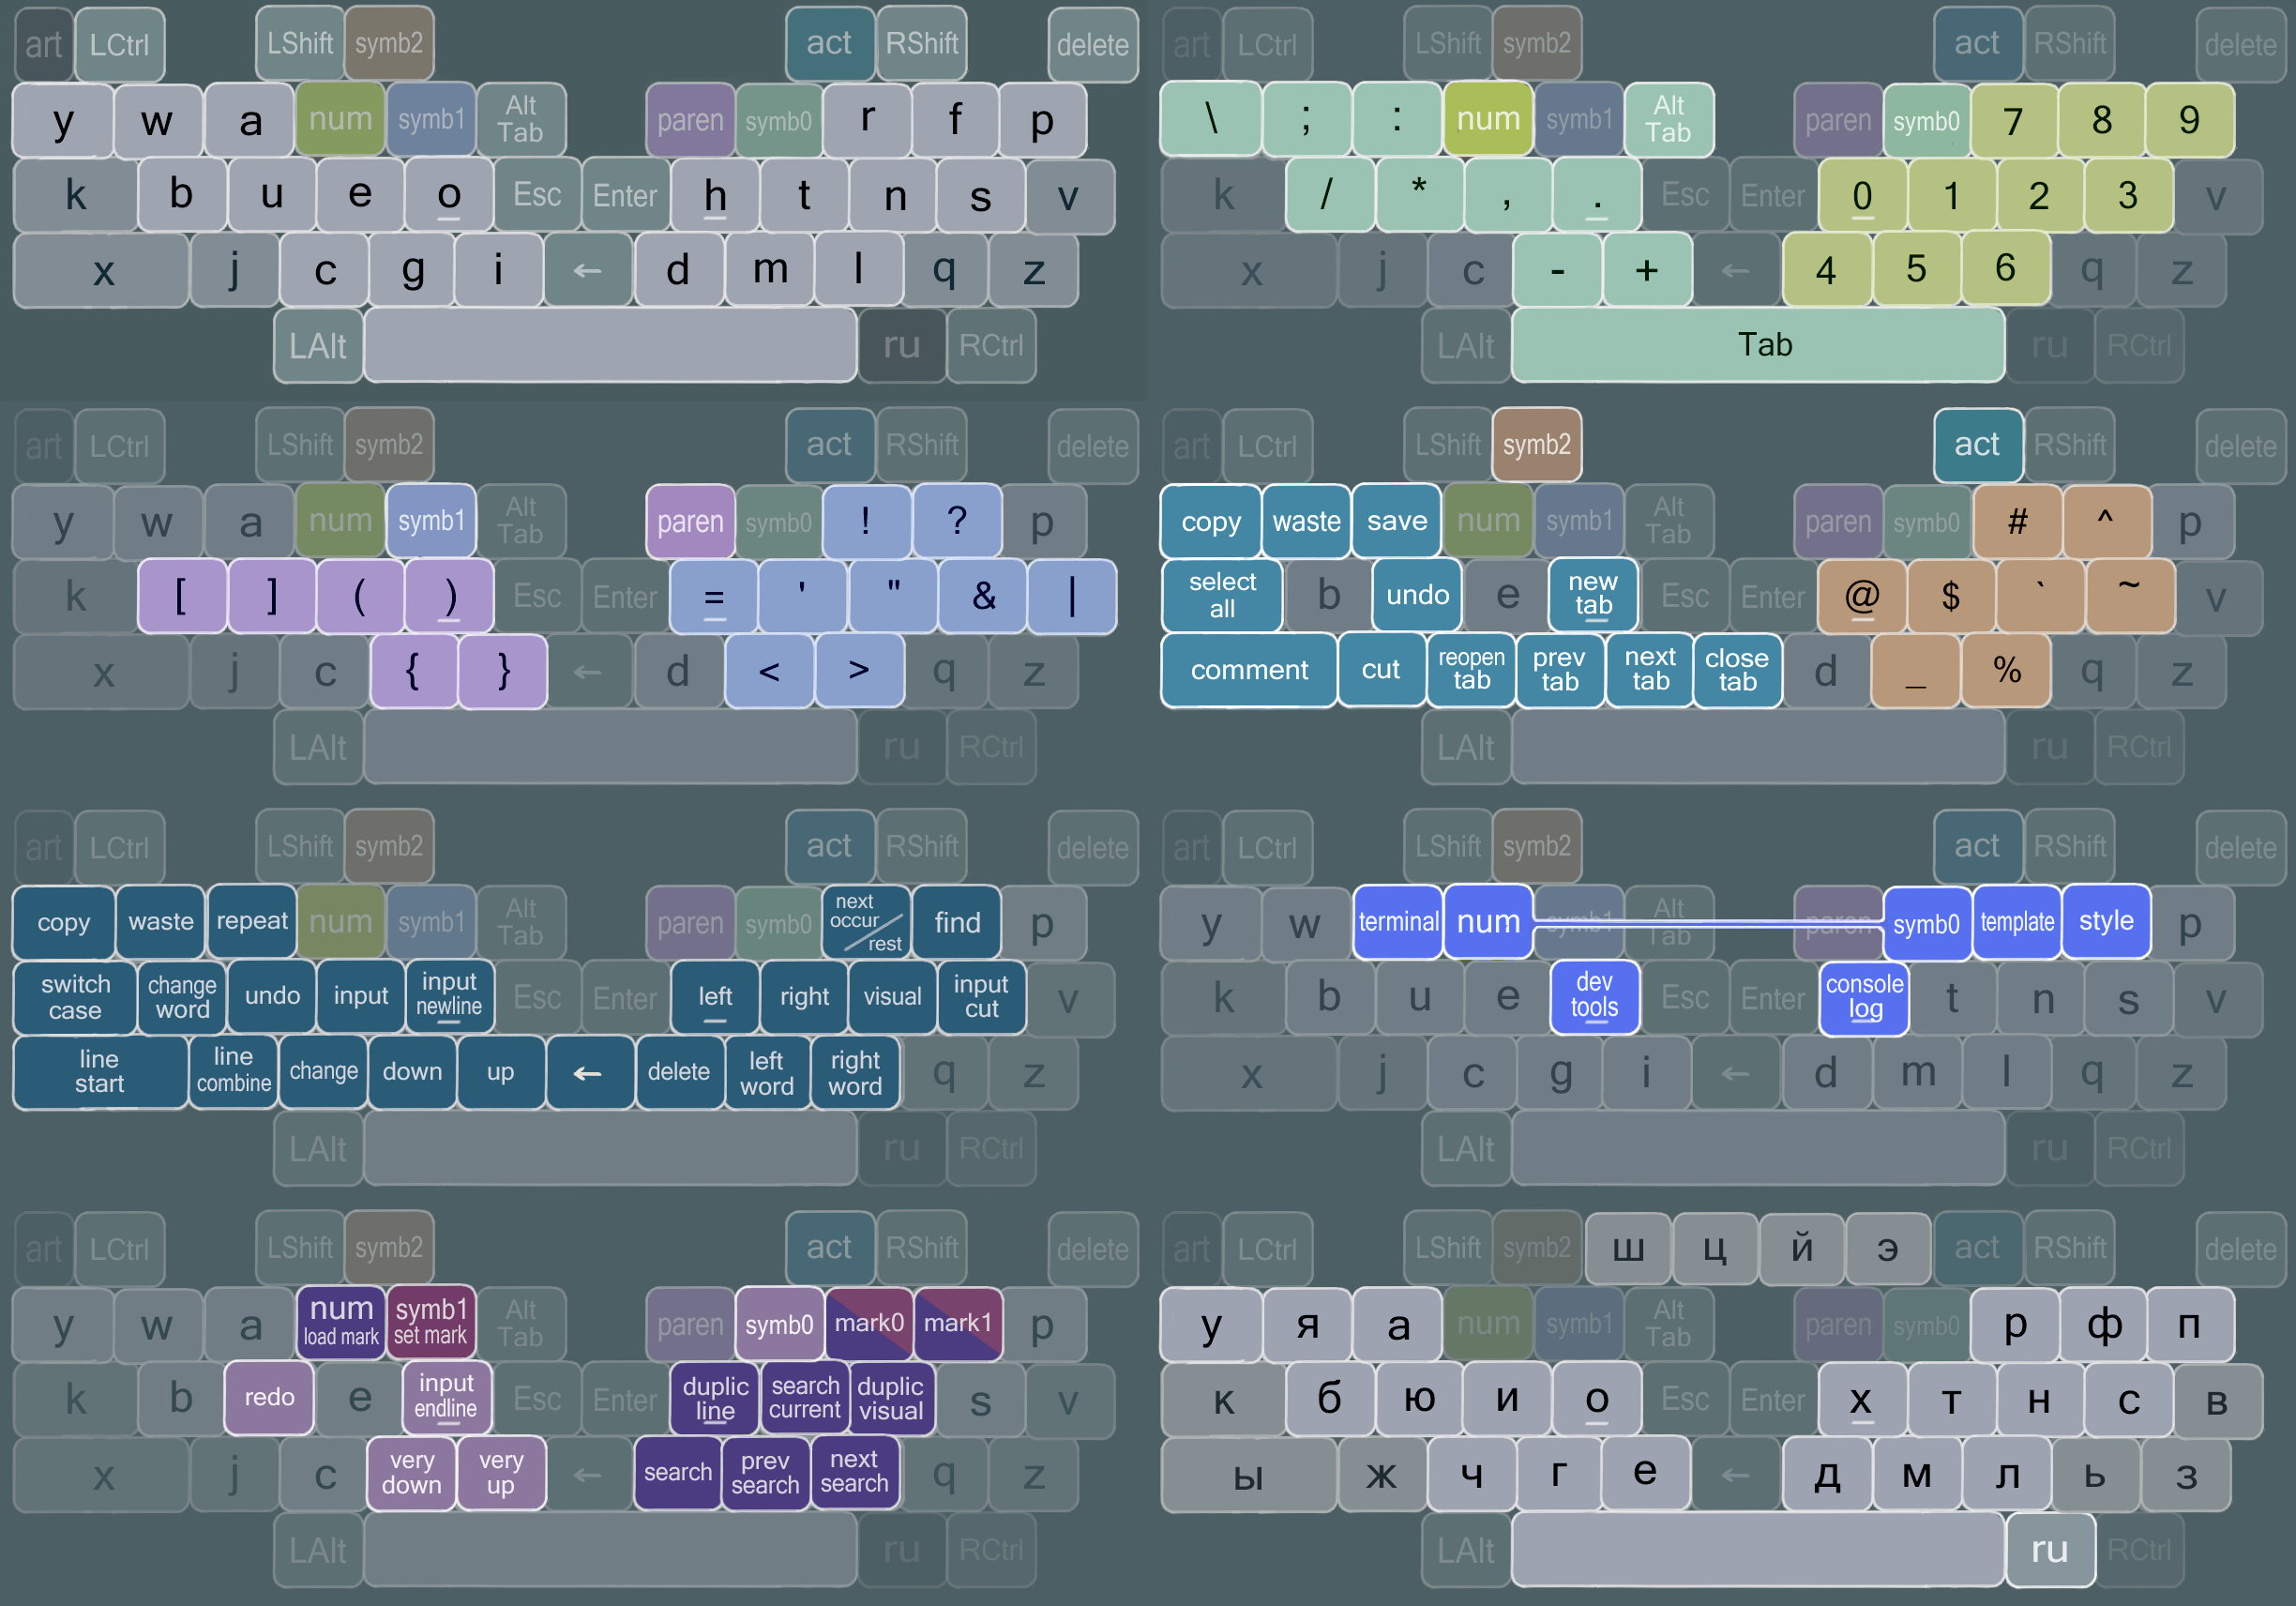 art LCtrl LShift symb2 act RShift delete
y w a num symb1 Alt Tab paren symb0 r f p
k b u e o Esc Enter h t n s v
x j c g i ← d m l q z
LAlt ru RCtrl
art LCtrl LShift symb2 act RShift delete
\ ; : num symb1 Alt Tab paren symb0 7 8 9
k / * , . Esc Enter 0 1 2 3 v
x j c - + ← 4 5 6 q z
LAlt Tab ru RCtrl
art LCtrl LShift symb2 act RShift delete
y w a num symb1 Alt Tab paren symb0 ! ? p
k [ ] ( ) Esc Enter = ' " & |
x j c { } ← d < > q z
LAlt ru RCtrl
art LCtrl LShift symb2 act RShift delete
copy waste save num symb1 Alt Tab paren symb0 # ^ p
select all b undo e new tab Esc Enter @ $ ` ~ v
comment cut reopen tab prev tab next tab close tab d _ % q z
LAlt ru RCtrl
art LCtrl LShift symb2 act RShift delete
copy waste repeat num symb1 Alt Tab paren symb0 next occur / rest find p
switch case change word undo input input newline Esc Enter left right visual input cut v
line start line combine change down up ← delete left word right word q z
LAlt ru RCtrl
art LCtrl LShift symb2 act RShift delete
y w terminal num symb1 Alt Tab paren symb0 template style p
k b u e dev tools Esc Enter console log t n s v
x j c g i ← d m l q z
LAlt ru RCtrl
art LCtrl LShift symb2 act RShift delete
y w a num load mark symb1 set mark Alt Tab paren symb0 mark0 mark1 p
k b redo e input endline Esc Enter duplic line search current duplic visual s v
x j c very down very up ← search prev search next search q z
LAlt ru RCtrl
art LCtrl LShift symb2 ш ц й э act RShift delete
у я а num symb1 Alt Tab paren symb0 р ф п
к б ю и о Esc Enter х т н с в
ы ж ч г е ← д м л ь з
LAlt ru RCtrl